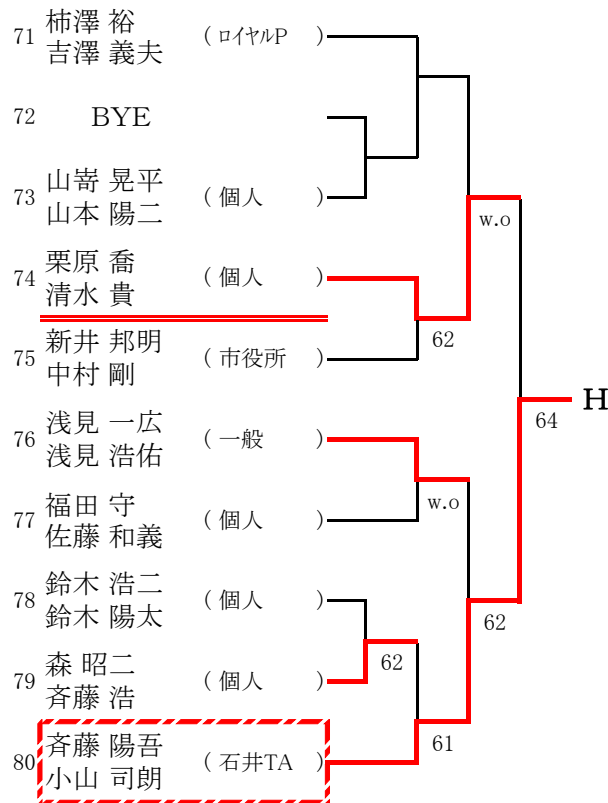 71 柿澤 裕 ( ロイヤルP )
吉澤 義夫
72 BYE
73 山嵜 晃平 ( 個人 )
山本 陽二
w.o
74 栗原 喬 ( 個人 )
清水 貴
62
75 新井 邦明 ( 市役所 )
中村 剛
H
64
76 浅見 一広 ( 一般 )
浅見 浩佑
w.o
77 福田 守 ( 個人 )
佐藤 和義
78 鈴木 浩二 ( 個人 )
鈴木 陽太
62
79 森 昭二 ( 個人 )
斉藤 浩
62
61
80 斉藤 陽吾 ( 石井TA )
小山 司朗